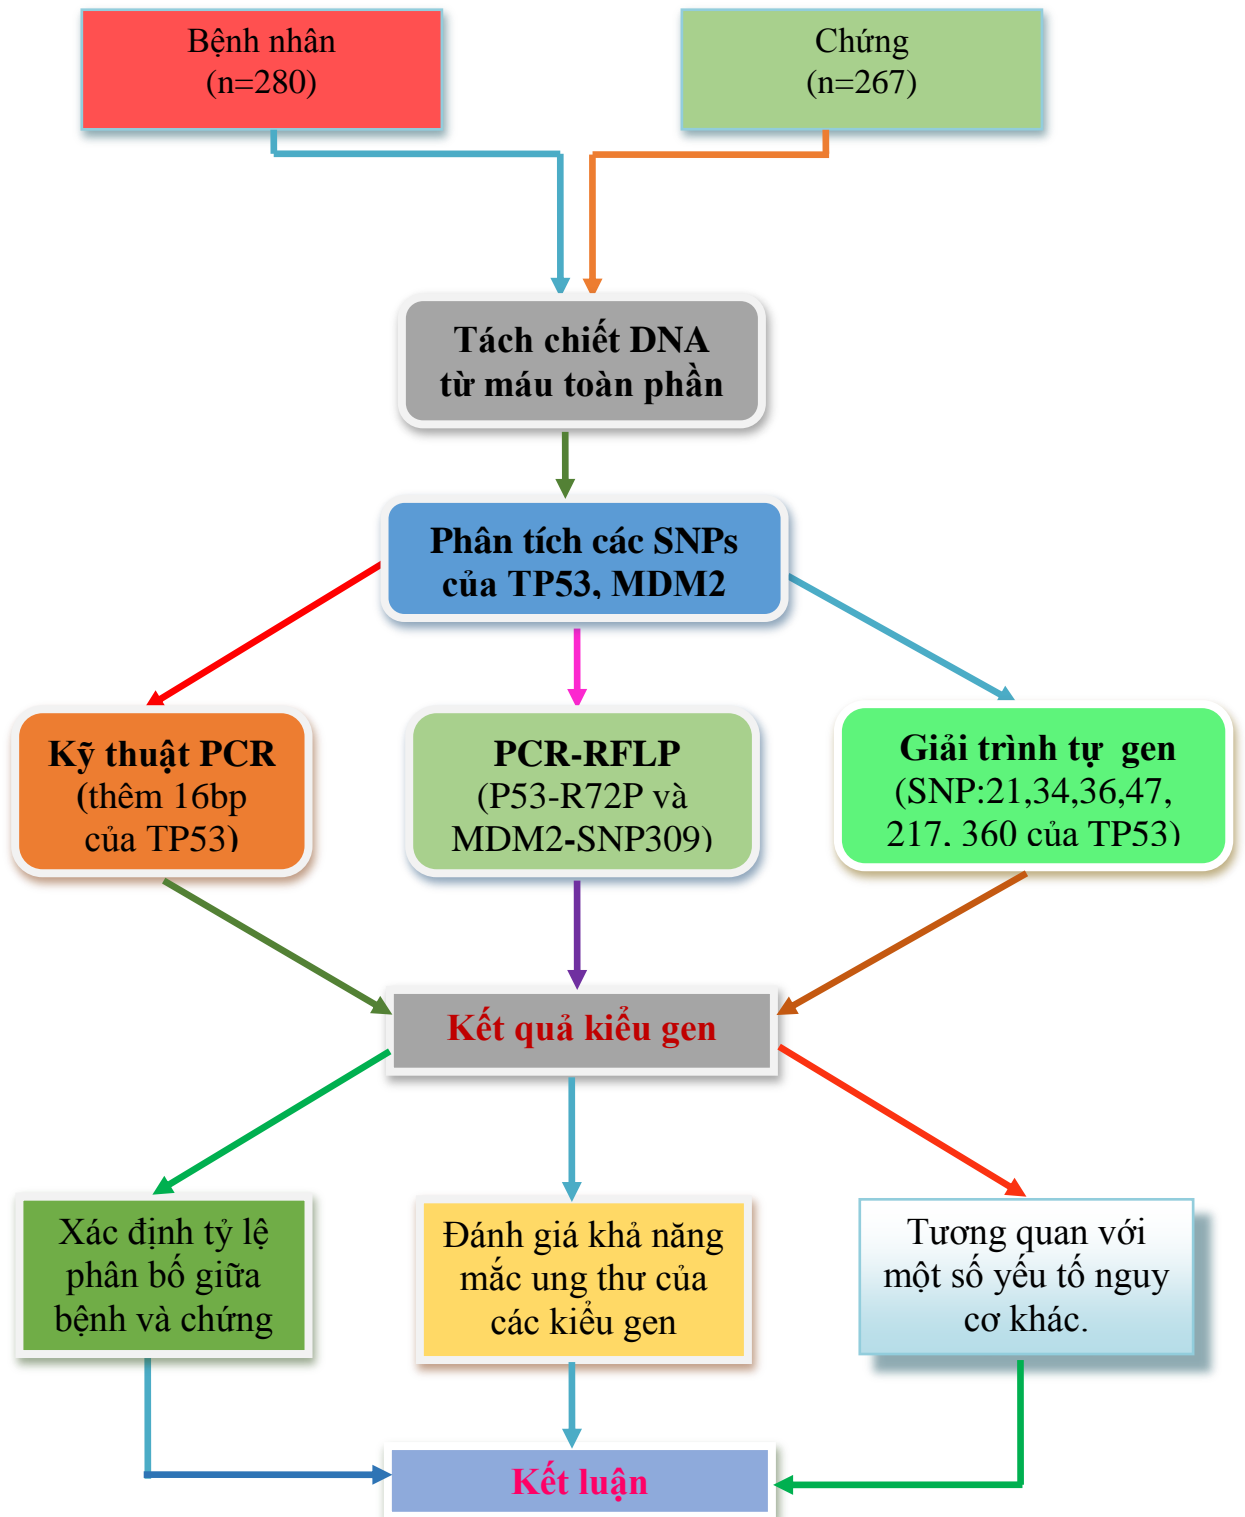 Bệnh nhân
(n=280)
Chứng
(n=267)
Tách chiết DNA
từ máu toàn phần
Phân tích các SNPs
của TP53, MDM2
Kỹ thuật PCR
(thêm 16bp
của TP53)
PCR-RFLP
(P53-R72P và
MDM2-SNP309)
Giải trình tự gen
(SNP:21,34,36,47,
217, 360 của TP53)
Kết quả kiểu gen
Xác định tỷ lệ
phân bố giữa
bệnh và chứng
Đánh giá khả năng
mắc ung thư của
các kiểu gen
Tương quan với
một số yếu tố nguy
cơ khác.
Kết luận